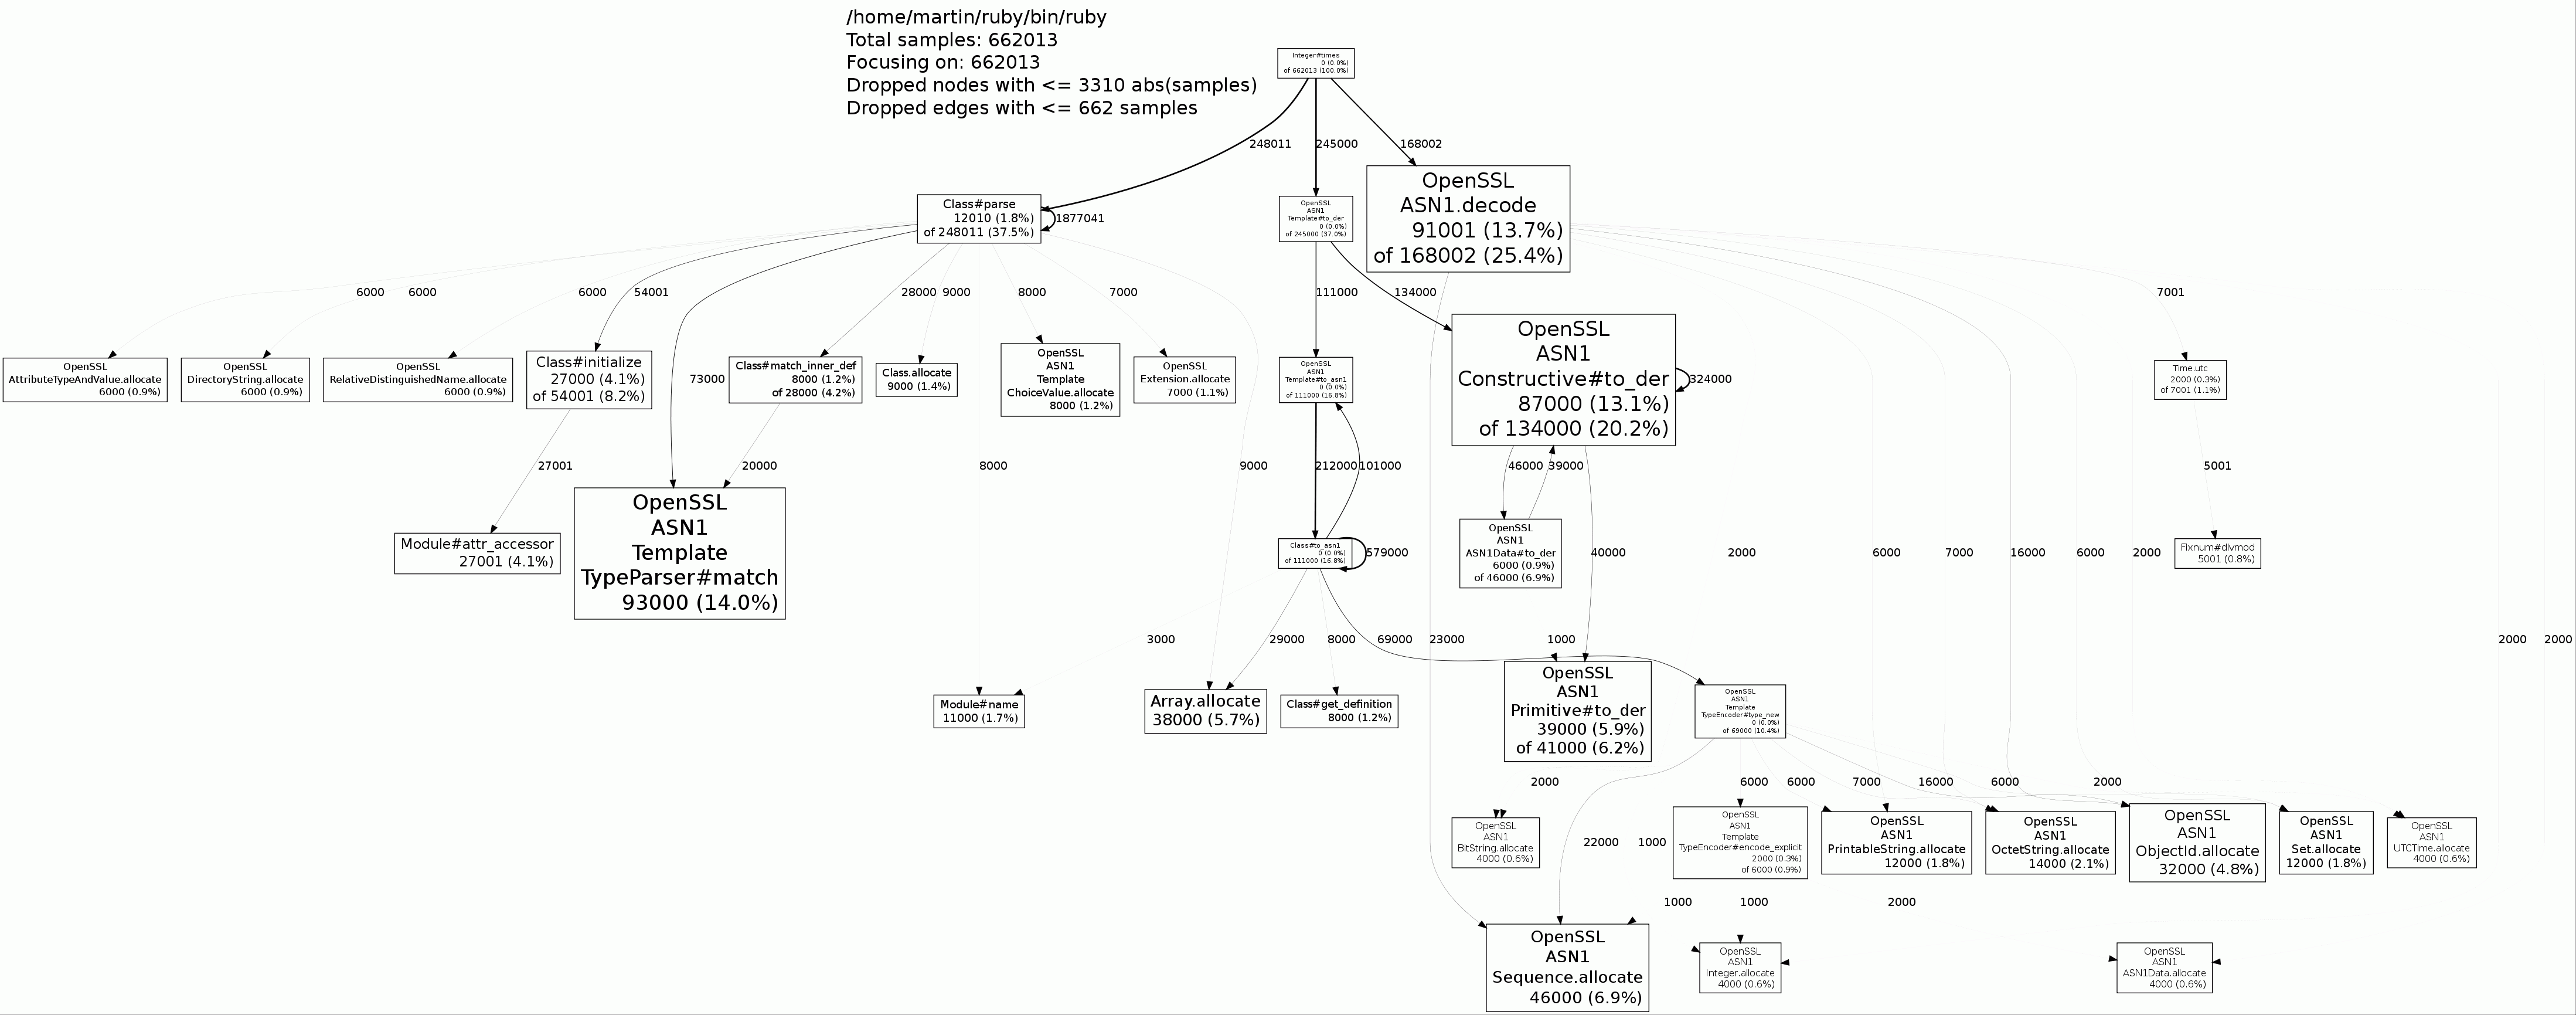 /home/martin/ruby/bin/ruby
Total samples: 662013
Focusing on: 662013
Dropped nodes with <= 3310 abs(samples)
Dropped edges with <= 662 samples
Integer#times
0 (0.0%)
of 662013 (100.0%)
248011
245000
168002
Class#parse
12010 (1.8%)
of 248011 (37.5%)
1877041
OpenSSL
ASN1
Template#to_der
0 (0.0%)
of 245000 (37.0%)
OpenSSL
ASN1.decode
91001 (13.7%)
of 168002 (25.4%)
6000
6000
6000
54001
28000
9000
8000
7000
111000
134000
7001
OpenSSL
AttributeTypeAndValue.allocate
6000 (0.9%)
OpenSSL
DirectoryString.allocate
6000 (0.9%)
OpenSSL
RelativeDistinguishedName.allocate
6000 (0.9%)
Class#initialize
27000 (4.1%)
of 54001 (8.2%)
73000
Class#match_inner_def
8000 (1.2%)
of 28000 (4.2%)
Class.allocate
9000 (1.4%)
OpenSSL
ASN1
Template
ChoiceValue.allocate
8000 (1.2%)
OpenSSL
Extension.allocate
7000 (1.1%)
OpenSSL
ASN1
Template#to_asn1
0 (0.0%)
of 111000 (16.8%)
OpenSSL
ASN1
Constructive#to_der
87000 (13.1%)
of 134000 (20.2%)
324000
Time.utc
2000 (0.3%)
of 7001 (1.1%)
27001
20000
8000
9000
212000
101000
46000
39000
5001
Module#attr_accessor
27001 (4.1%)
OpenSSL
ASN1
Template
TypeParser#match
93000 (14.0%)
Class#to_asn1
0 (0.0%)
of 111000 (16.8%)
579000
OpenSSL
ASN1
ASN1Data#to_der
6000 (0.9%)
of 46000 (6.9%)
40000
2000
6000
7000
16000
6000
2000
Fixnum#divmod
5001 (0.8%)
3000
29000
8000
69000
23000
1000
2000
2000
Module#name
11000 (1.7%)
Array.allocate
38000 (5.7%)
Class#get_definition
8000 (1.2%)
OpenSSL
ASN1
Primitive#to_der
39000 (5.9%)
of 41000 (6.2%)
OpenSSL
ASN1
Template
TypeEncoder#type_new
0 (0.0%)
of 69000 (10.4%)
2000
6000
6000
7000
16000
6000
2000
OpenSSL
ASN1
BitString.allocate
4000 (0.6%)
22000
1000
OpenSSL
ASN1
Template
TypeEncoder#encode_explicit
2000 (0.3%)
of 6000 (0.9%)
OpenSSL
ASN1
PrintableString.allocate
12000 (1.8%)
OpenSSL
ASN1
OctetString.allocate
14000 (2.1%)
OpenSSL
ASN1
ObjectId.allocate
32000 (4.8%)
OpenSSL
ASN1
Set.allocate
12000 (1.8%)
OpenSSL
ASN1
UTCTime.allocate
4000 (0.6%)
1000
1000
2000
OpenSSL
ASN1
Sequence.allocate
46000 (6.9%)
OpenSSL
ASN1
Integer.allocate
4000 (0.6%)
OpenSSL
ASN1
ASN1Data.allocate
4000 (0.6%)